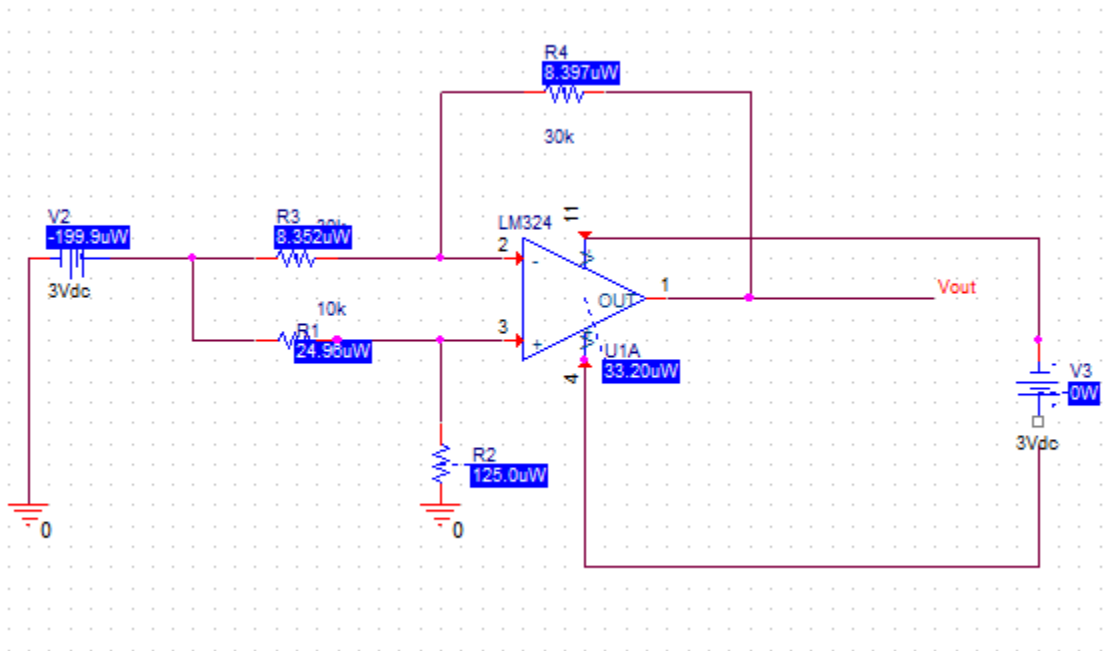 R4
8.397uW
30k
V2
-199.9uW
3Vdc
R3
8.352uW
LM324
11
2
-
OUT
1
Vout
10k
R1
24.98uW
3
+
U1A
33.20uW
4
V3
0W
3Vdc
R2
125.0uW
0
0